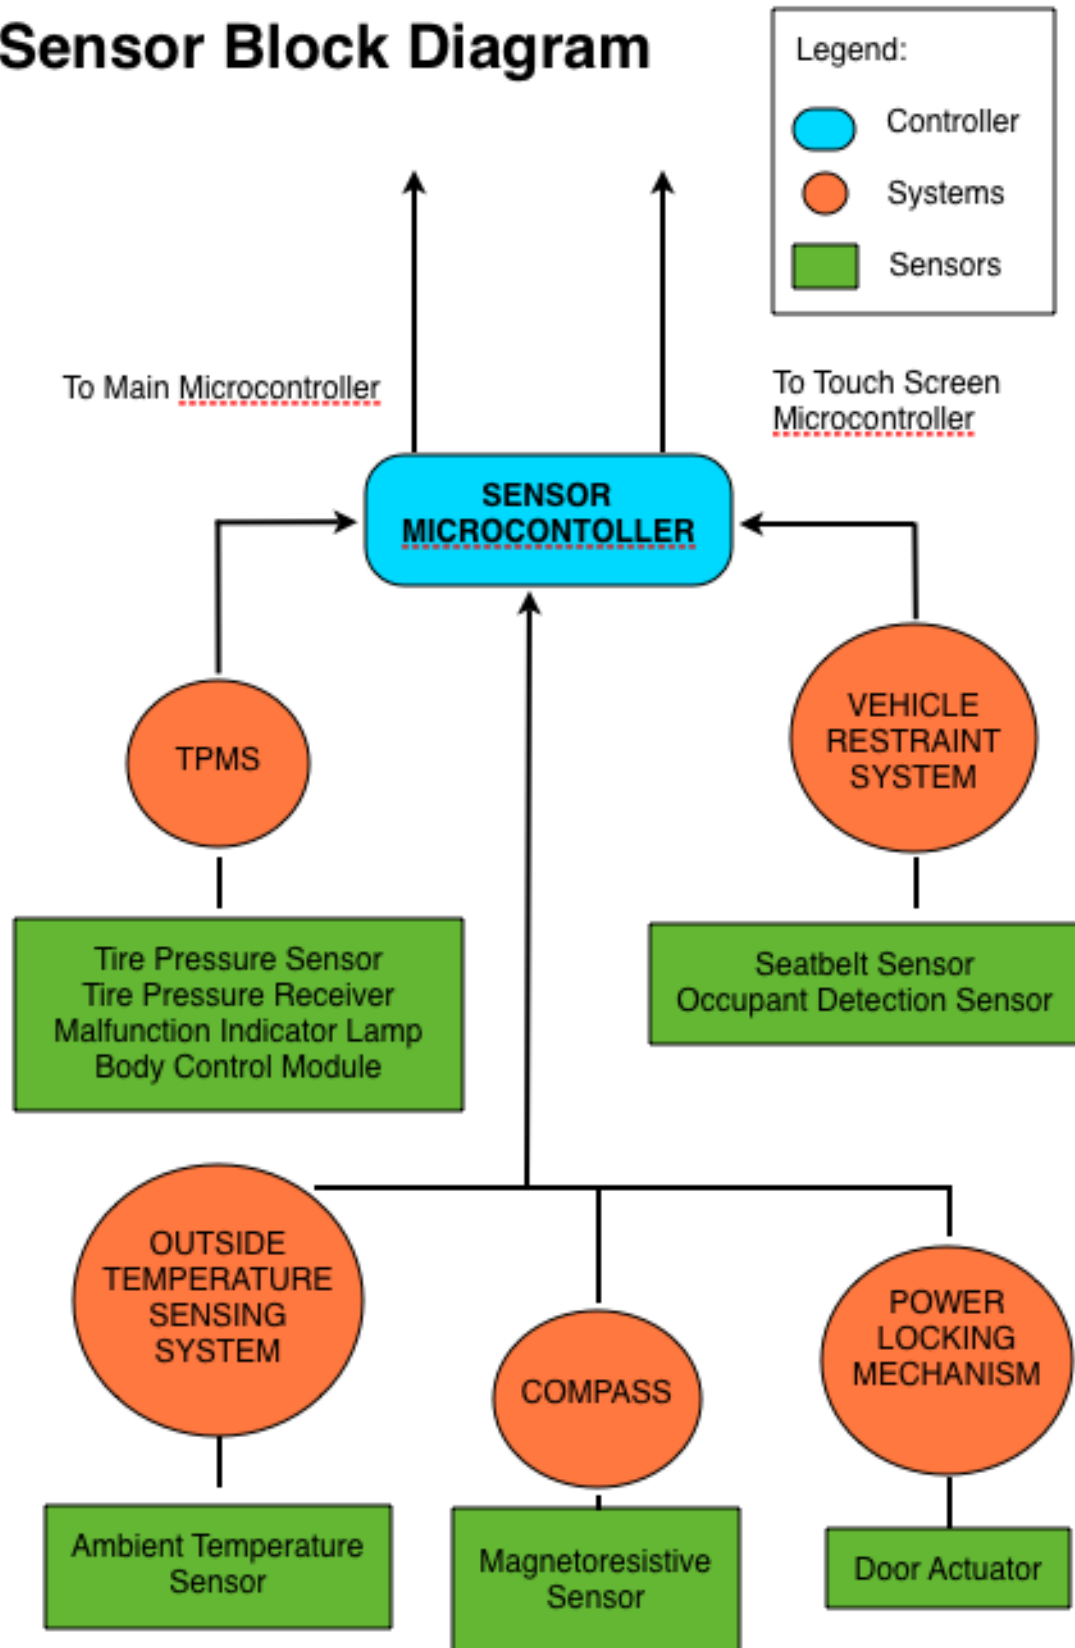 Sensor Block Diagram
Legend:
Controller
Systems
Sensors
To Main Microcontroller
To Touch Screen
Microcontroller
SENSOR
MICROCONTOLLER
TPMS
VEHICLE
RESTRAINT
SYSTEM
Tire Pressure Sensor
Tire Pressure Receiver
Malfunction Indicator Lamp
Body Control Module
Seatbelt Sensor
Occupant Detection Sensor
OUTSIDE
TEMPERATURE
SENSING
SYSTEM
COMPASS
POWER
LOCKING
MECHANISM
Ambient Temperature
Sensor
Magnetoresistive
Sensor
Door Actuator